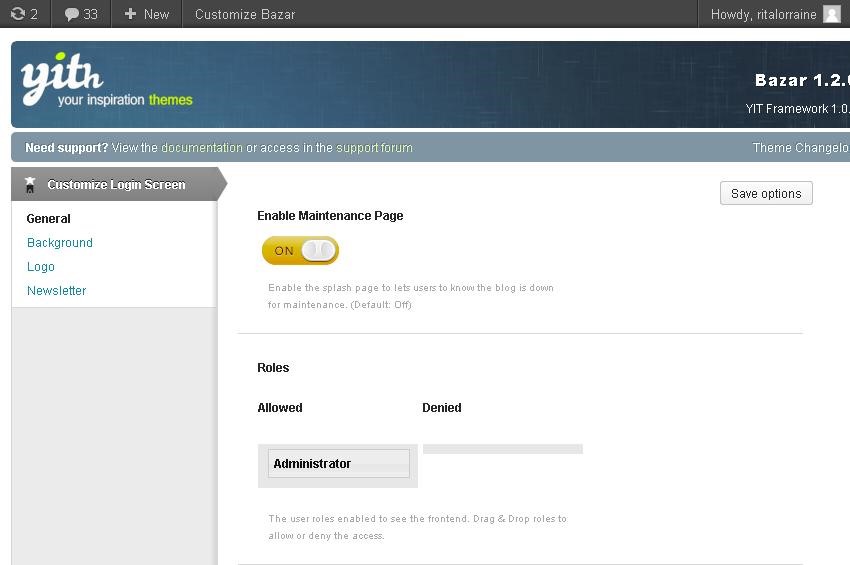 2 33 New Customize Bazar Howdy, ritalorraine
yith
your inspiration themes
Bazar 1.2.
YIT Framework 1.0.
Need support? View the documentation or access in the support forum Theme Changelo
Customize Login Screen
Save options
General
Background
Logo
Newsletter
Enable Maintenance Page
ON
Enable the splash page to lets users to know the blog is down
for maintenance. (Default: Off)
Roles
Allowed Denied
Administrator
The user roles enabled to see the frontend. Drag & Drop roles to
allow or deny the access.